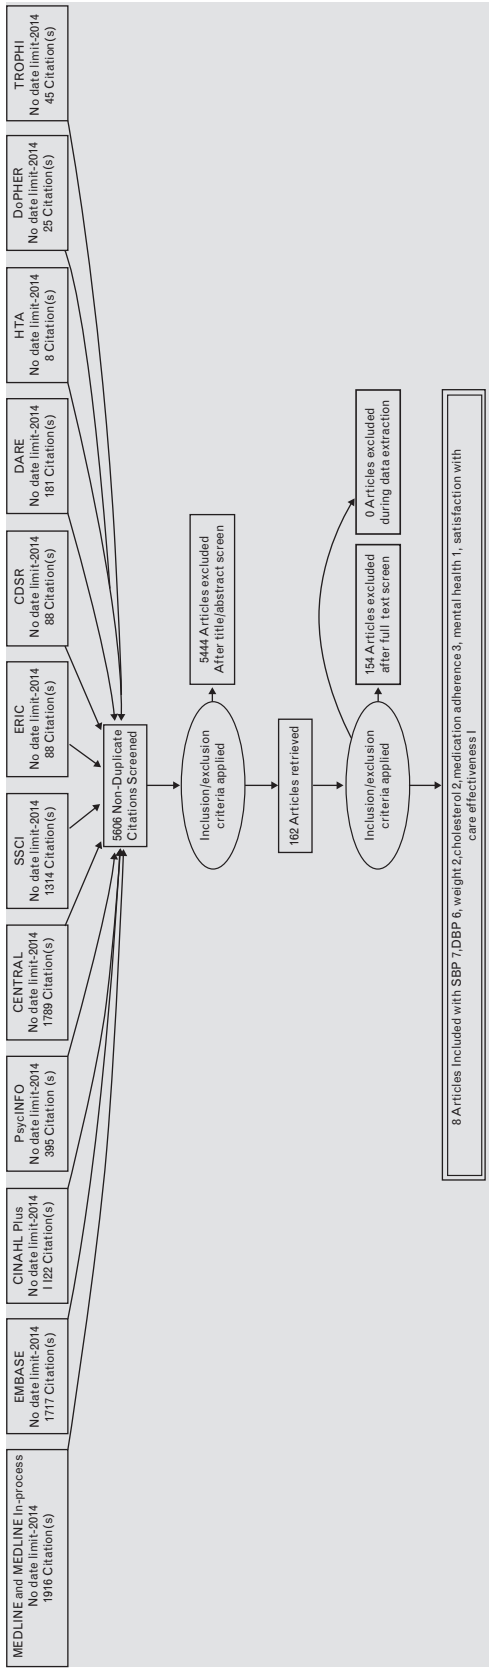 MEDLINE and MEDLINE In-process
No date limit-2014
1916 Citation(s)
EMBASE
No date limit-2014
1717 Citation(s)
CINAHL Plus
No date limit-2014
I I22 Citation(s)
PsycINFO
No date limit-2014
395 Citation (s)
CENTRAL
No date limit-2014
1789 Citation(s)
SSCI
No date limit-2014
1314 Citation(s)
ERIC
No date limit-2014
88 Citation(s)
CDSR
No date limit-2014
88 Citation(s)
DARE
No date limit-2014
181 Citation(s)
HTA
No date limit-2014
8 Citation(s)
DoPHER
No date limit-2014
25 Citation(s)
TROPHI
No date limit-2014
45 Citation(s)
5606 Non-Duplicate
Citations Screened
Inclusion/exclusion
criteria applied
5444 Articles excluded
After title/abstract screen
162 Articles retrieved
Inclusion/exclusion
criteria applied
154 Articles excluded
after full text screen
0 Articles excluded
during data extraction
8 Articles Included with SBP 7,DBP 6, weight 2,cholesterol 2,medication adherence 3, mental health 1, satisfaction with
care effectiveness I